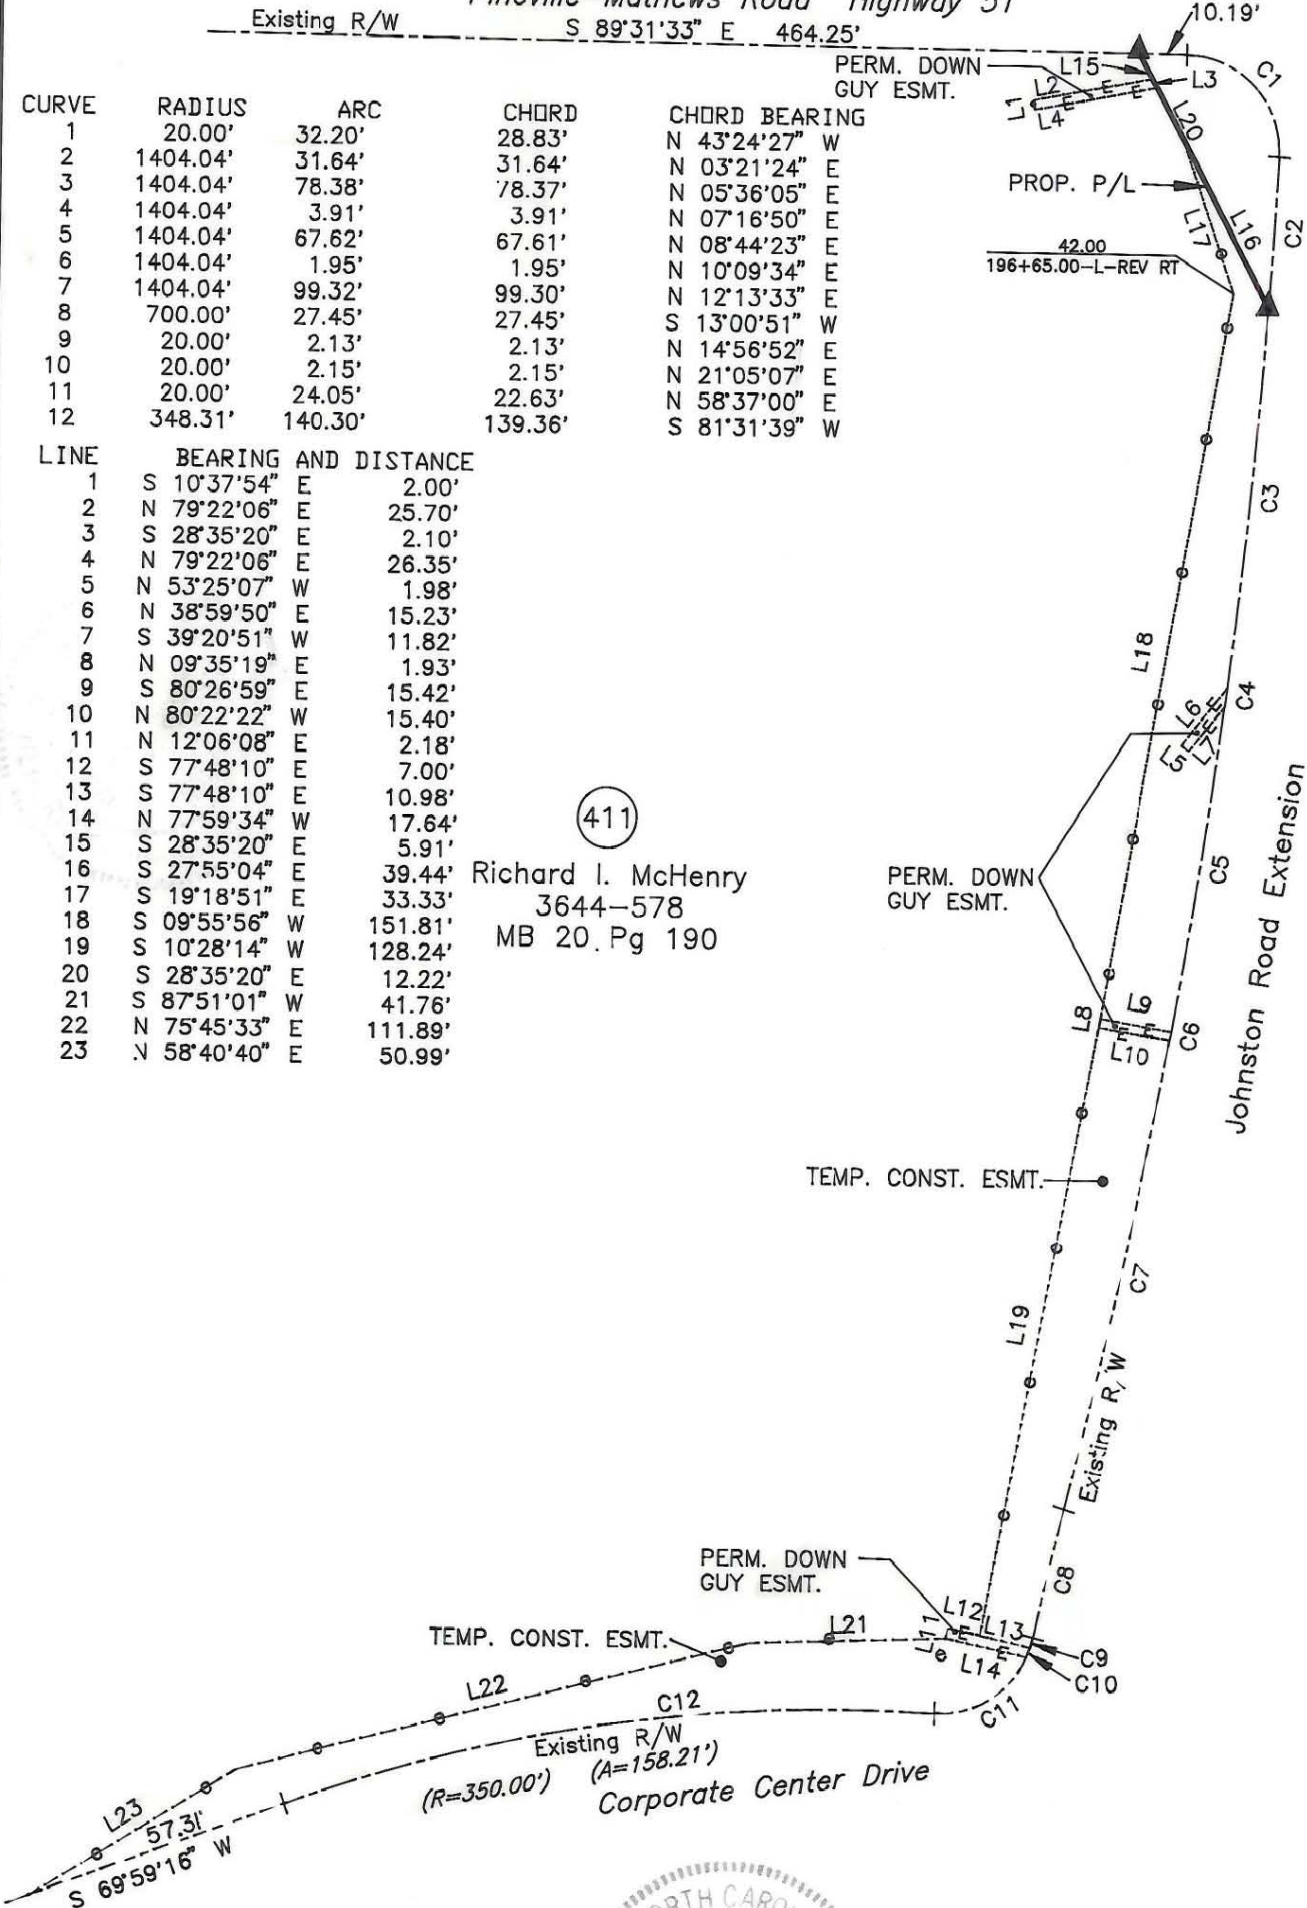 Pineville-Mathews Road Highway 51
Existing R/W S 89°31'33" E 464.25'
10.19'
PERM. DOWN
GUY ESMT.
L15
L3
C1
L2
L1
L4
L20
PROP. P/L
L17
L16
C2
42.00
196+65.00-L-REV RT
CURVE RADIUS ARC CHORD CHORD BEARING
1 20.00' 32.20' 28.83' N 43°24'27" W
2 1404.04' 31.64' 31.64' N 03°21'24" E
3 1404.04' 78.38' 78.37' N 05°36'05" E
4 1404.04' 3.91' 3.91' N 07°16'50" E
5 1404.04' 67.62' 67.61' N 08°44'23" E
6 1404.04' 1.95' 1.95' N 10°09'34" E
7 1404.04' 99.32' 99.30' N 12°13'33" E
8 700.00' 27.45' 27.45' S 13°00'51" W
9 20.00' 2.13' 2.13' N 14°56'52" E
10 20.00' 2.15' 2.15' N 21°05'07" E
11 20.00' 24.05' 22.63' N 58°37'00" E
12 348.31' 140.30' 139.36' S 81°31'39" W
LINE BEARING AND DISTANCE
1 S 10°37'54" E 2.00'
2 N 79°22'06" E 25.70'
3 S 28°35'20" E 2.10'
4 N 79°22'06" E 26.35'
5 N 53°25'07" W 1.98'
6 N 38°59'50" E 15.23'
7 S 39°20'51" W 11.82'
8 N 09°35'19" E 1.93'
9 S 80°26'59" E 15.42'
10 N 80°22'22" W 15.40'
11 N 12°06'08" E 2.18'
12 S 77°48'10" E 7.00'
13 S 77°48'10" E 10.98'
14 N 77°59'34" W 17.64'
15 S 28°35'20" E 5.91'
16 S 27°55'04" E 39.44'
17 S 19°18'51" E 33.33'
18 S 09°55'56" W 151.81'
19 S 10°28'14" W 128.24'
20 S 28°35'20" E 12.22'
21 S 87°51'01" W 41.76'
22 N 75°45'33" E 111.89'
23 N 58°40'40" E 50.99'
411
Richard I. McHenry
3644-578
MB 20 Pg 190
C3
L18
L6
C4
L5
L7
PERM. DOWN
GUY ESMT.
C5
Johnston Road Extension
L8
L9
L10
C6
TEMP. CONST. ESMT.
C7
L19
Existing R/W
C8
PERM. DOWN
GUY ESMT.
L12
L13
L11
L14
C9
C10
C11
TEMP. CONST. ESMT.
L21
L22
C12
Existing R/W
(R=350.00') (A=158.21')
Corporate Center Drive
L23
57.31'
S 69°59'16" W
NORTH CARO